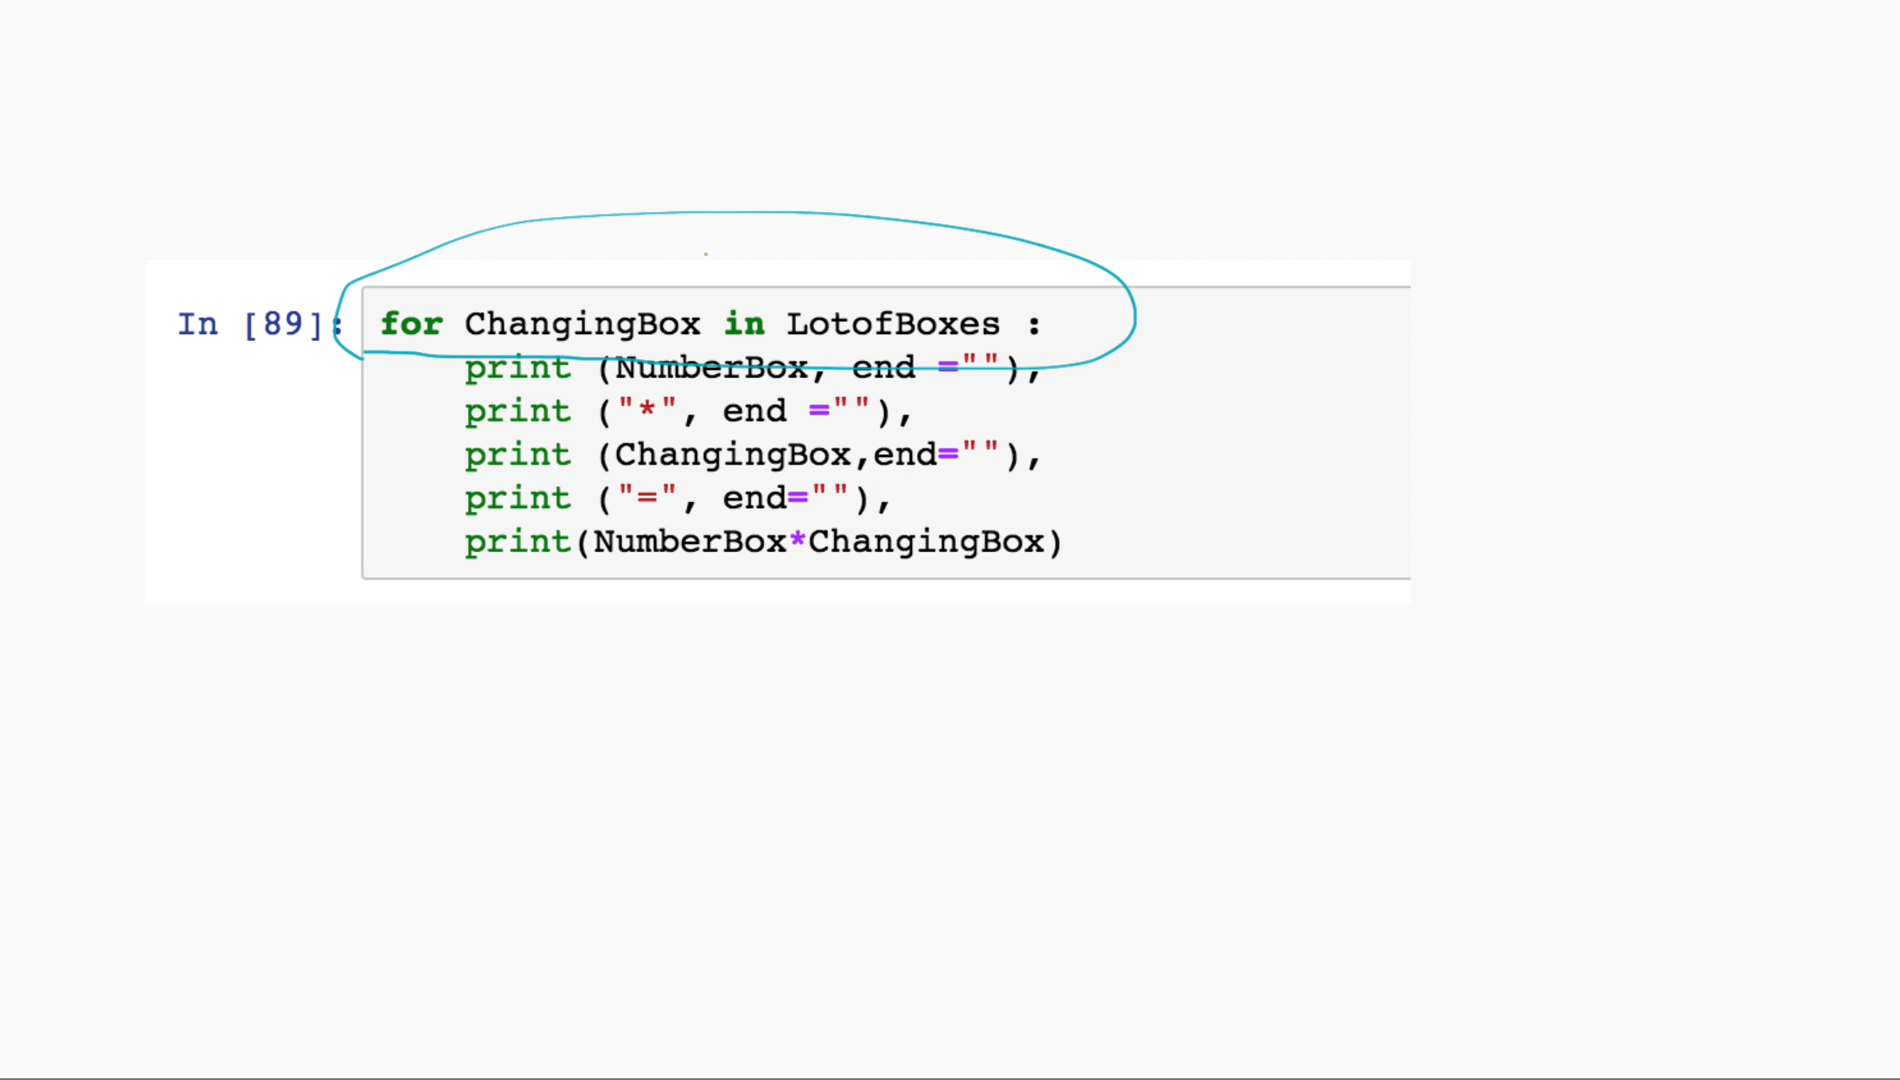 In [89]: for ChangingBox in LotofBoxes :
print (NumberBox, end =""),
print ("*", end =""),
print (ChangingBox,end=""),
print ("=", end=""),
print(NumberBox*ChangingBox)